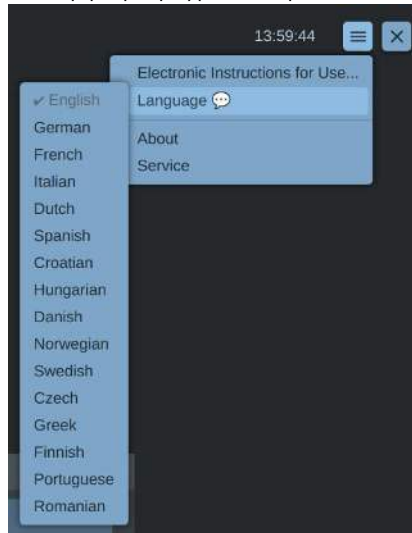 13:59:44
Electronic Instructions for Use...
Language 💬
About
Service
✔ English
German
French
Italian
Dutch
Spanish
Croatian
Hungarian
Danish
Norwegian
Swedish
Czech
Greek
Finnish
Portuguese
Romanian